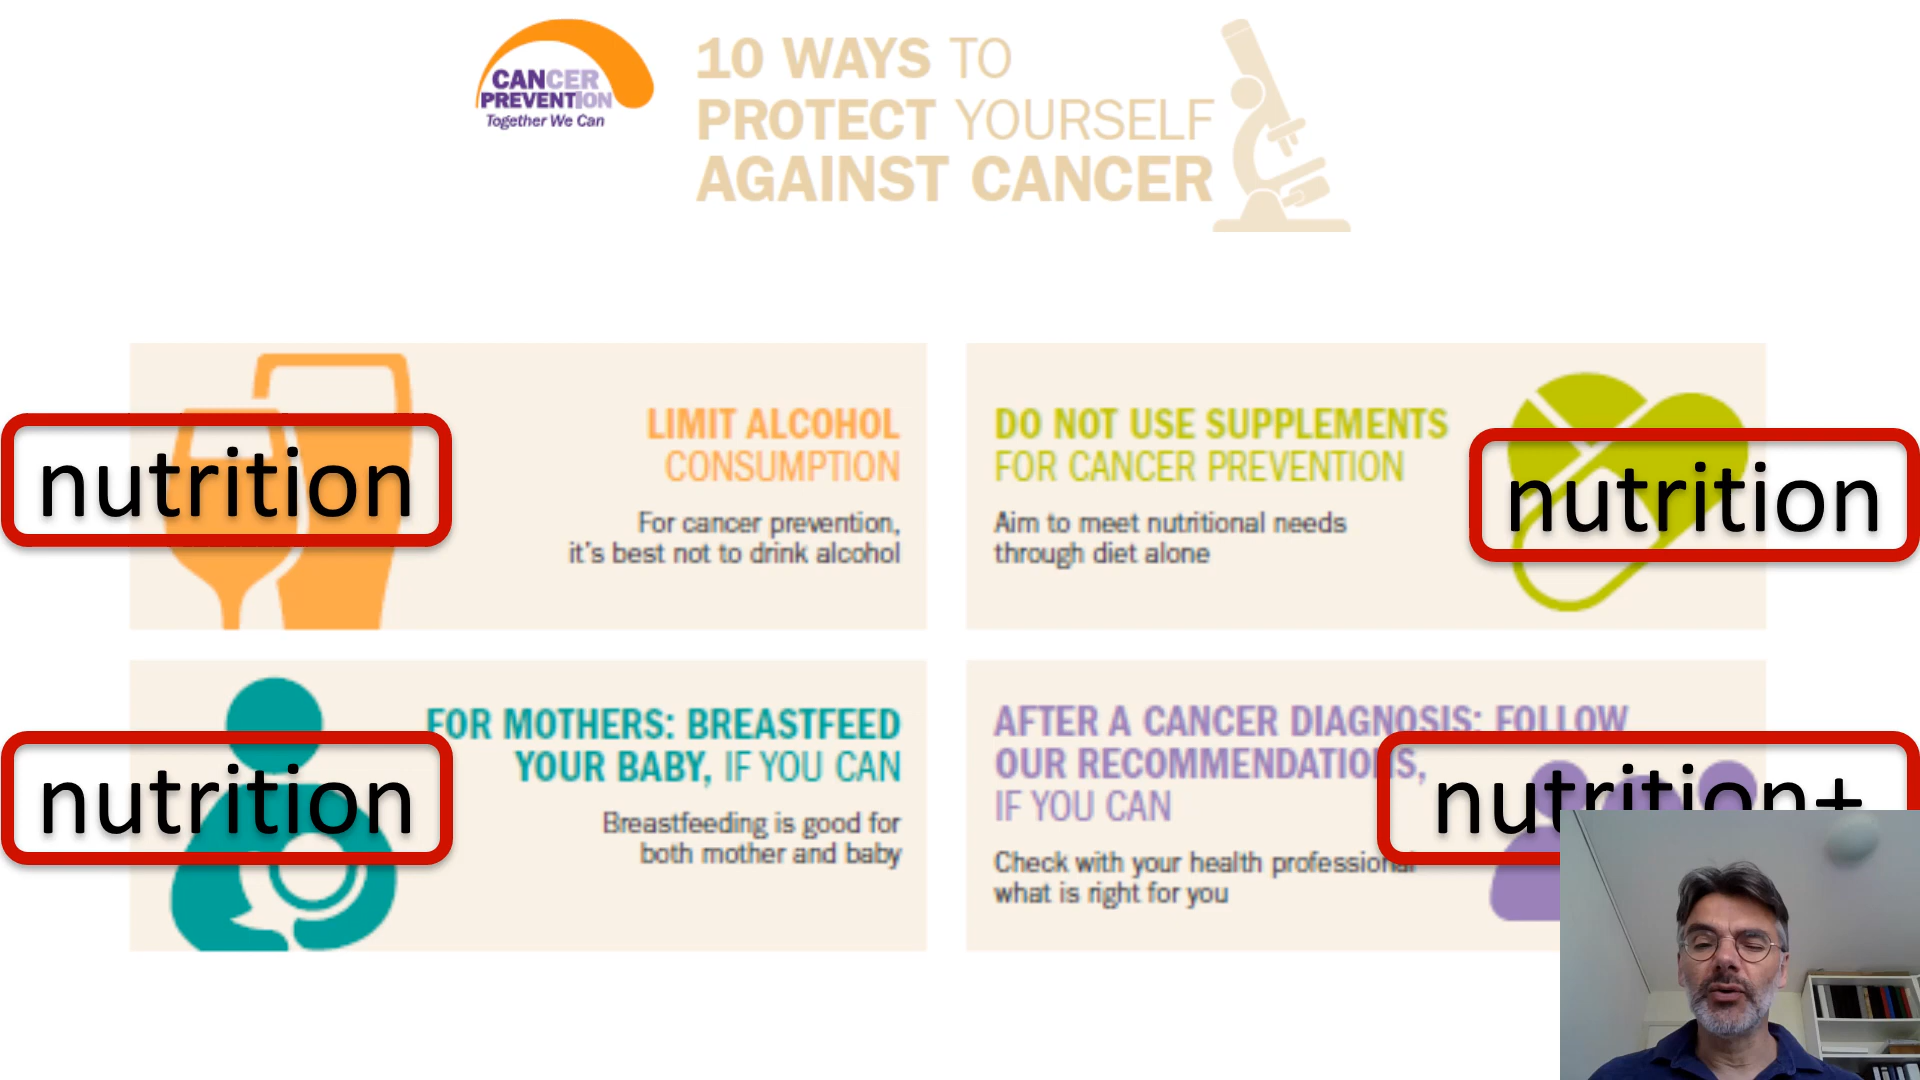 CANCER
PREVENTION
Together We Can
10 WAYS TO
PROTECT YOURSELF
AGAINST CANCER
LIMIT ALCOHOL
CONSUMPTION
For cancer prevention,
it's best not to drink alcohol
nutrition
DO NOT USE SUPPLEMENTS
FOR CANCER PREVENTION
Aim to meet nutritional needs
through diet alone
nutrition
FOR MOTHERS: BREASTFEED
YOUR BABY, IF YOU CAN
Breastfeeding is good for
both mother and baby
nutrition
AFTER A CANCER DIAGNOSIS: FOLLOW
OUR RECOMMENDATIONS,
IF YOU CAN
Check with your health professional
what is right for you
nutrition+